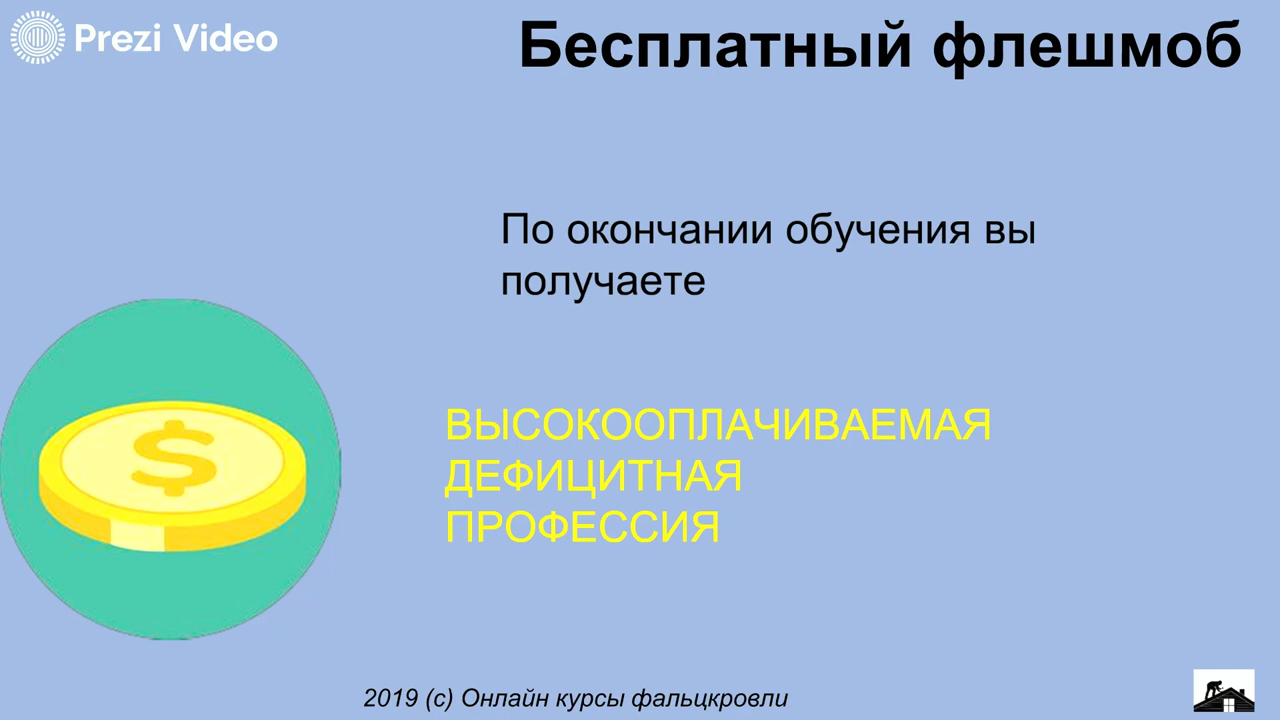 Prezi Video
Бесплатный флешмоб
По окончании обучения вы
получаете
ВЫСОКООПЛАЧИВАЕМАЯ
ДЕФИЦИТНАЯ
ПРОФЕССИЯ
$
2019 (с) Онлайн курсы фальцкровли